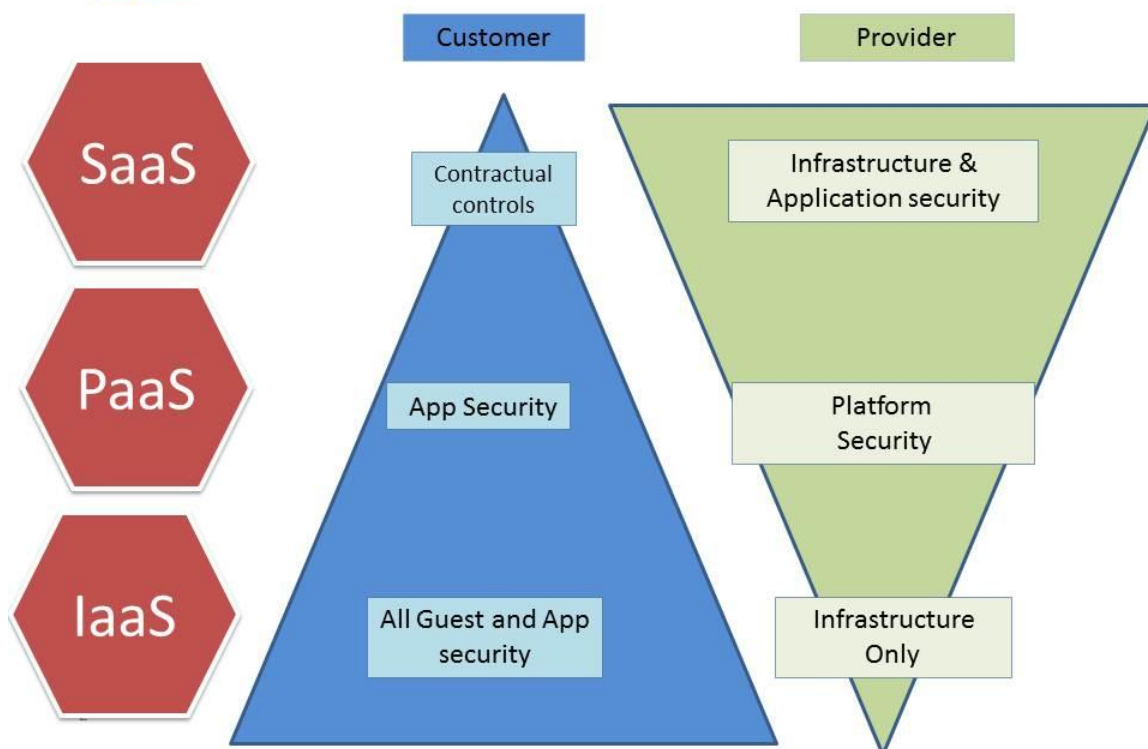 Customer
Provider
SaaS
Contractual
controls
Infrastructure &
Application security
PaaS
App Security
Platform
Security
IaaS
All Guest and App
security
Infrastructure
Only